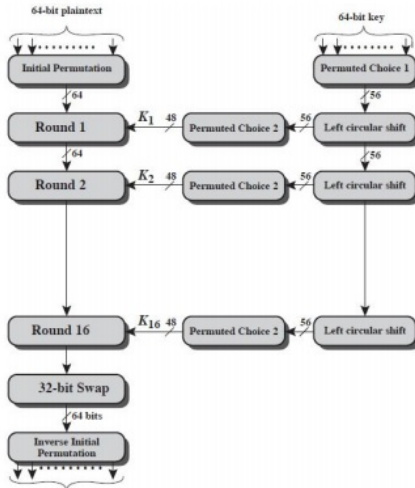 64-bit plaintext 64-bit key
Initial Permutation Permuted Choice 1
64 56
Round 1 K1 48 Permuted Choice 2 56 Left circular shift
64 56
Round 2 K2 48 Permuted Choice 2 56 Left circular shift
Round 16 K16 48 Permuted Choice 2 56 Left circular shift
32-bit Swap
64 bits
Inverse Initial
Permutation